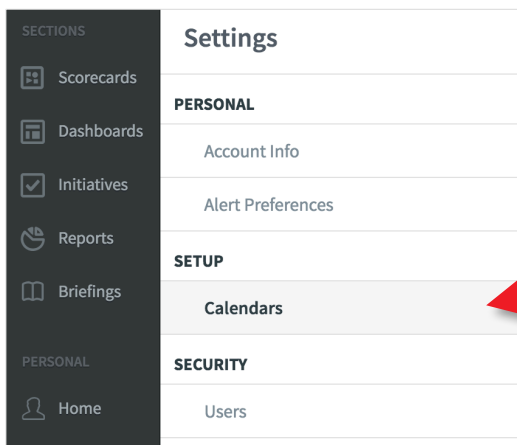 SECTIONS
Scorecards
Dashboards
Initiatives
Reports
Briefings
PERSONAL
Home
Settings
PERSONAL
Account Info
Alert Preferences
SETUP
Calendars
SECURITY
Users